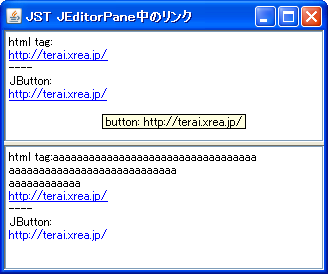 JST JEditorPane中のリンク
html tag:
http://terai.xrea.jp/
----
JButton:
http://terai.xrea.jp/
button: http://terai.xrea.jp/
html tag:aaaaaaaaaaaaaaaaaaaaaaaaaaaaaaaaaa
aaaaaaaaaaaaaaaaaaaaaaaaaaaa
aaaaaaaaaaaa
http://terai.xrea.jp/
----
JButton:
http://terai.xrea.jp/